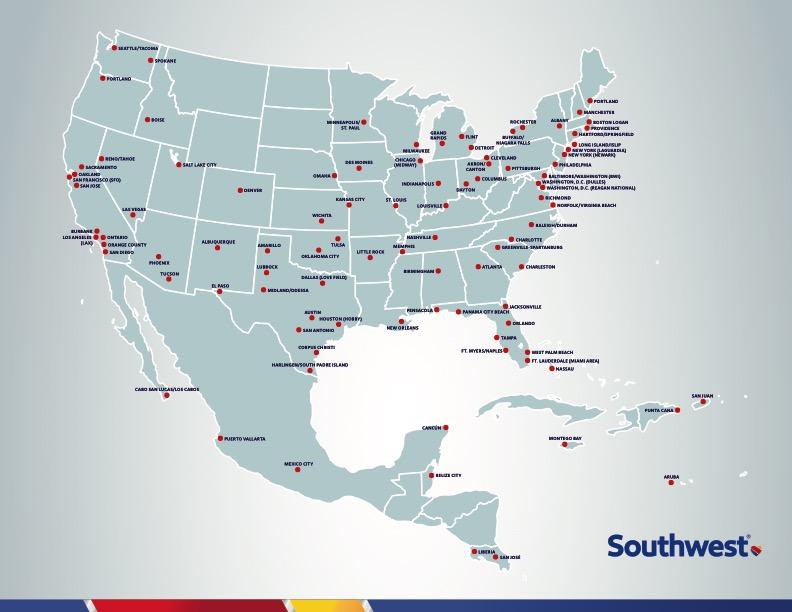 SEATTLE/TACOMA
SPOKANE
PORTLAND
BOISE
RENO/TAHOE
SACRAMENTO
OAKLAND
SAN FRANCISCO (SFO)
SAN JOSE
SALT LAKE CITY
DENVER
LAS VEGAS
BURBANK
LOS ANGELES
(LAX)
ONTARIO
ORANGE COUNTY
SAN DIEGO
PHOENIX
TUCSON
ALBUQUERQUE
EL PASO
AMARILLO
LUBBOCK
MIDLAND/ODESSA
MINNEAPOLIS/
ST. PAUL
DES MOINES
OMAHA
KANSAS CITY
WICHITA
ST. LOUIS
TULSA
OKLAHOMA CITY
LITTLE ROCK
DALLAS (LOVE FIELD)
AUSTIN
HOUSTON (HOBBY)
SAN ANTONIO
CORPUS CHRISTI
HARLINGEN/SOUTH PADRE ISLAND
NEW ORLEANS
MILWAUKEE
CHICAGO
(MIDWAY)
GRAND
RAPIDS
FLINT
DETROIT
INDIANAPOLIS
LOUISVILLE
DAYTON
COLUMBUS
CLEVELAND
AKRON/
CANTON
PITTSBURGH
ROCHESTER
BUFFALO/
NIAGARA FALLS
ALBANY
PORTLAND
MANCHESTER
BOSTON LOGAN
PROVIDENCE
HARTFORD/SPRINGFIELD
LONG ISLAND/ISLIP
NEW YORK (LAGUARDIA)
NEW YORK (NEWARK)
PHILADELPHIA
BALTIMORE/WASHINGTON (BWI)
WASHINGTON, D.C. (DULLES)
WASHINGTON, D.C. (REAGAN NATIONAL)
RICHMOND
NORFOLK/VIRGINIA BEACH
RALEIGH/DURHAM
CHARLOTTE
GREENVILLE-SPARTANBURG
NASHVILLE
MEMPHIS
BIRMINGHAM
ATLANTA
CHARLESTON
PENSACOLA
PANAMA CITY BEACH
JACKSONVILLE
ORLANDO
TAMPA
FT. MYERS/NAPLES
WEST PALM BEACH
FT. LAUDERDALE (MIAMI AREA)
NASSAU
CABO SAN LUCAS/LOS CABOS
PUERTO VALLARTA
MEXICO CITY
CANCÚN
BELIZE CITY
MONTEGO BAY
PUNTA CANA
SAN JUAN
ARUBA
LIBERIA
SAN JOSÉ
Southwest®